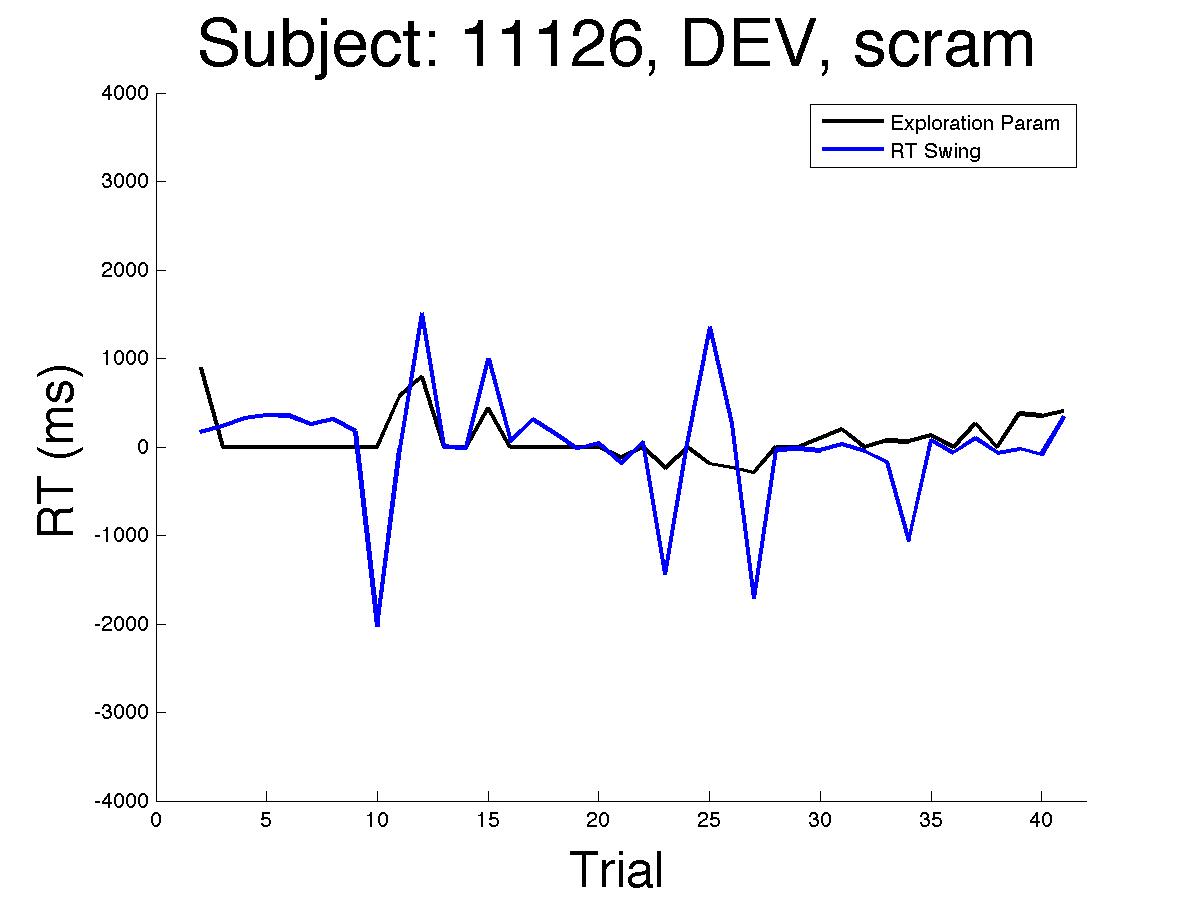 Subject: 11126, DEV, scram
4000
3000
2000
1000
0
-1000
-2000
-3000
-4000
RT (ms)
Exploration Param
RT Swing
0 5 10 15 20 25 30 35 40
Trial